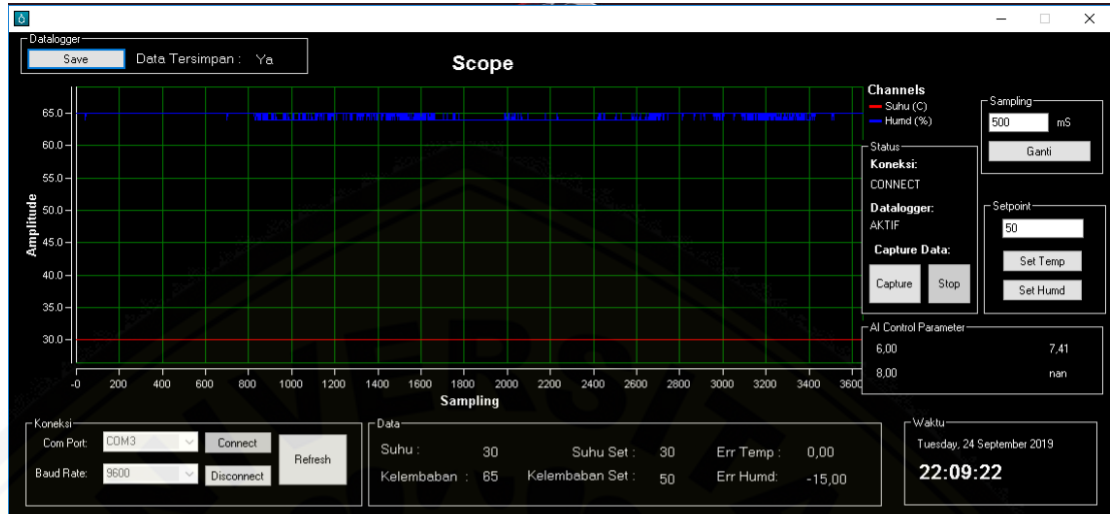 Datalogger
Save Data Tersimpan : Ya
Scope
Channels
Suhu (C)
Humd (%)
Sampling
500 mS
Ganti
Amplitude
65.0
60.0
55.0
50.0
45.0
40.0
35.0
30.0
-0 200 400 600 800 1000 1200 1400 1600 1800 2000 2200 2400 2600 2800 3000 3200 3400 3600
Sampling
Status
Koneksi:
CONNECT
Datalogger:
AKTIF
Capture Data:
Capture Stop
Setpoint
50
Set Temp
Set Humd
AI Control Parameter
6,00 7,41
8,00 nan
Koneksi
Com Port: COM3 Connect
Refresh
Baud Rate: 9600 Disconnect
Data
Suhu : 30 Suhu Set : 30 Err Temp : 0,00
Kelembaban : 65 Kelembaban Set : 50 Err Humd: -15,00
Waktu
Tuesday, 24 September 2019
22:09:22